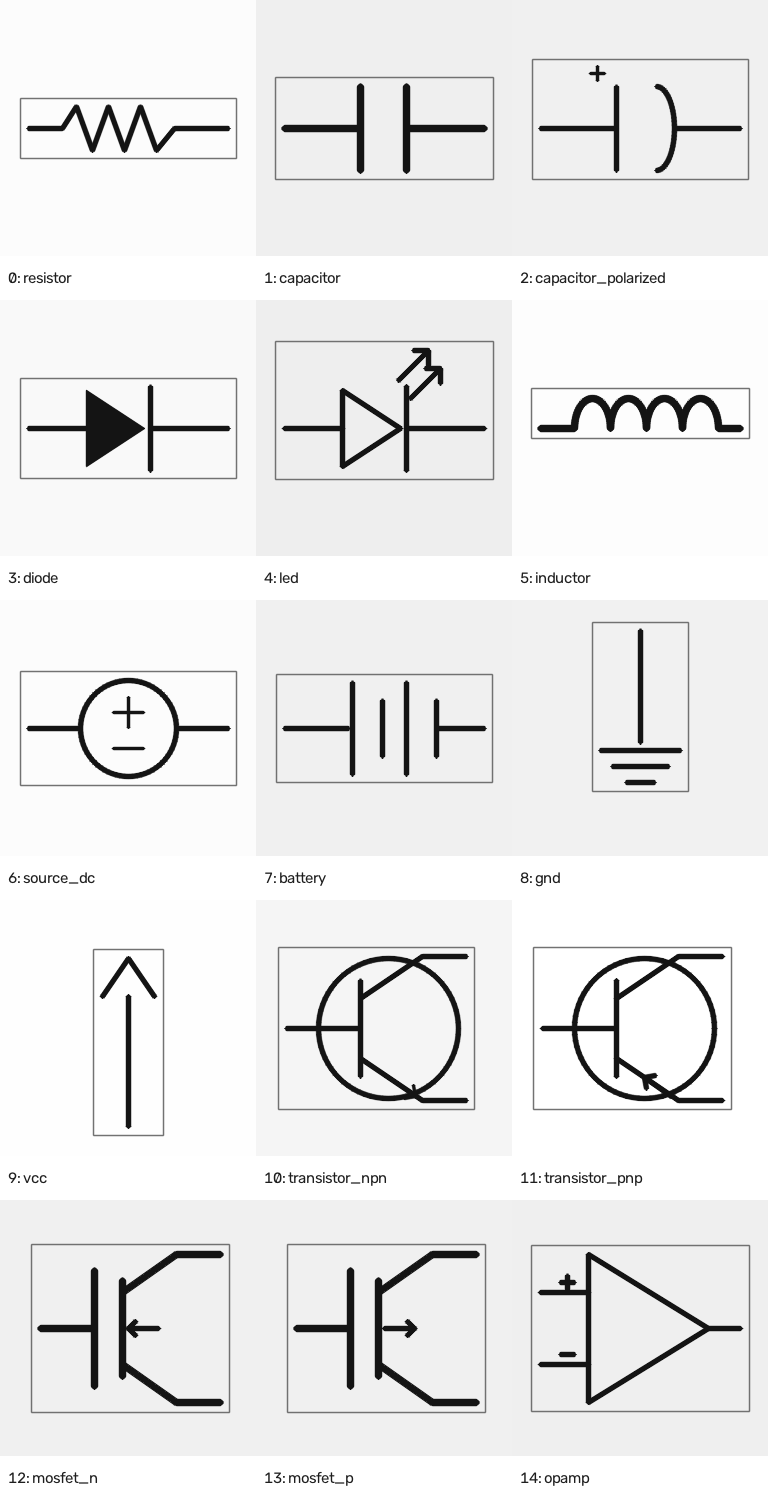 0: resistor
1: capacitor
2: capacitor_polarized
3: diode
4: led
5: inductor
6: source_dc
7: battery
8: gnd
9: vcc
10: transistor_npn
11: transistor_pnp
12: mosfet_n
13: mosfet_p
14: opamp